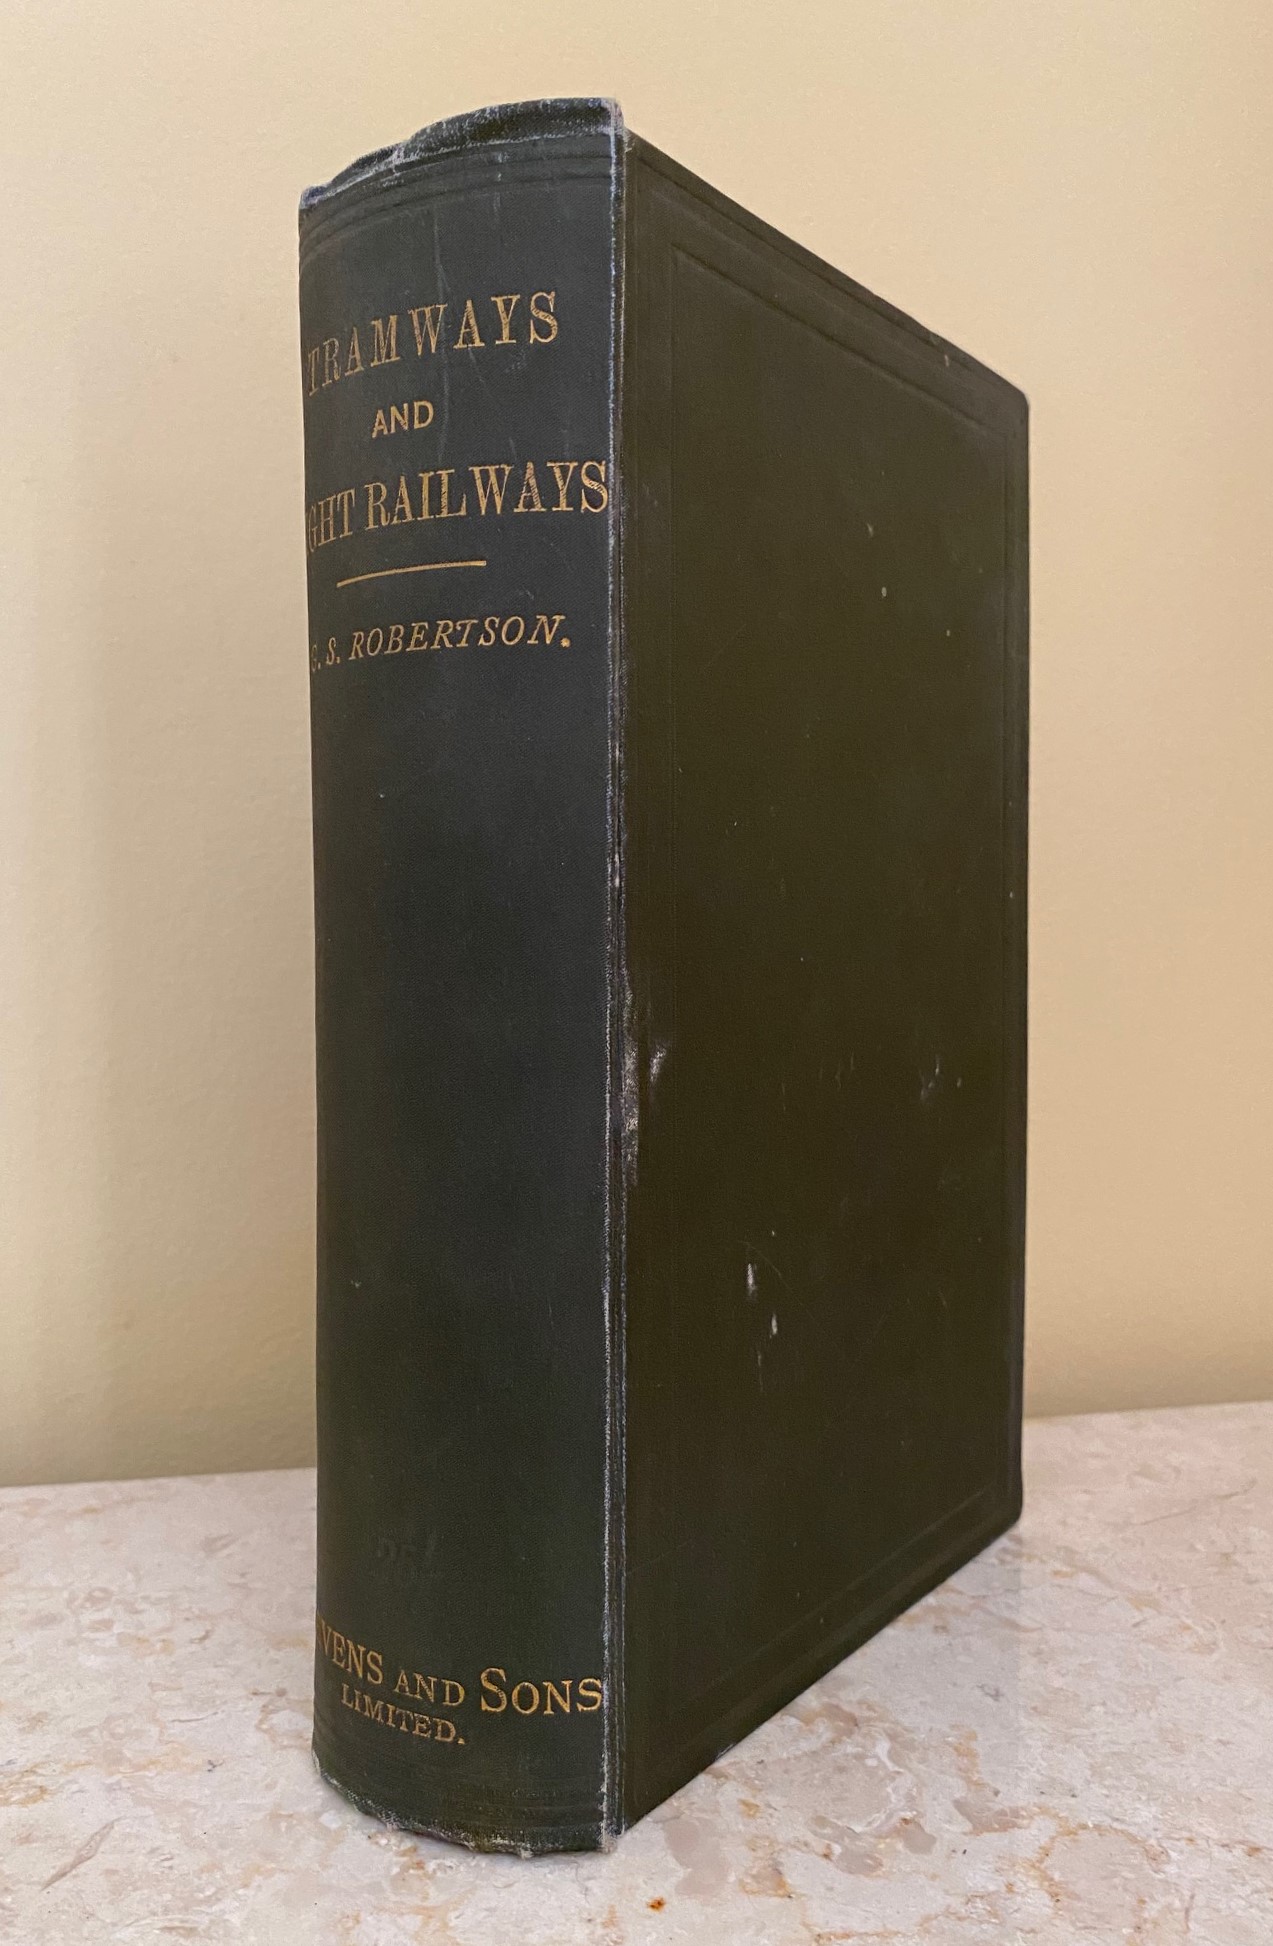 TRAMWAYS
AND
GHT RAILWAYS
C. S. ROBERTSON.
VENS AND SONS
LIMITED.